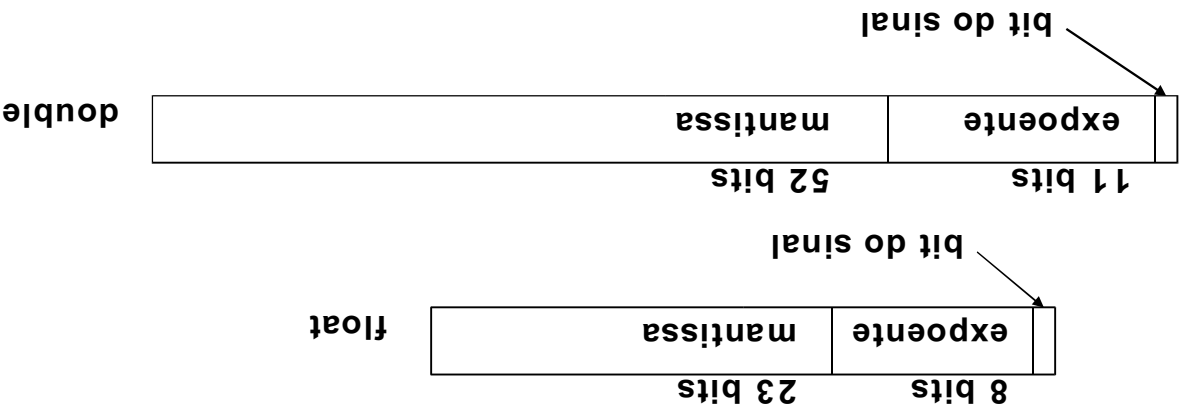 8 bits 23 bits
expoente mantissa float
bit do sinal
11 bits 52 bits
expoente mantissa double
bit do sinal